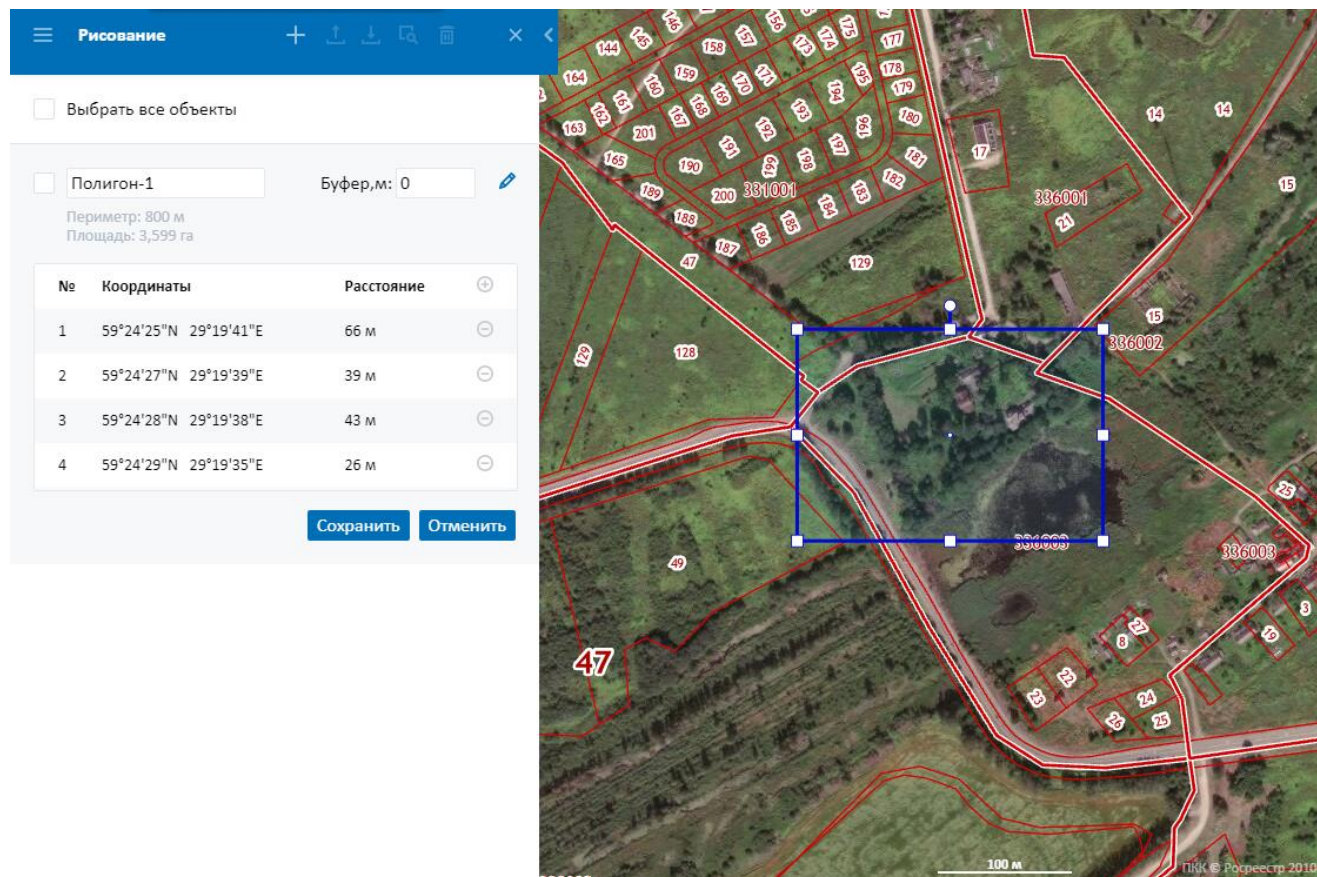 Рисование
Выбрать все объекты
Полигон-1 Буфер,м: 0
Периметр: 800 м
Площадь: 3,599 га
№ Координаты Расстояние
1 59°24'25"N 29°19'41"E 66 м
2 59°24'27"N 29°19'39"E 39 м
3 59°24'28"N 29°19'38"E 43 м
4 59°24'29"N 29°19'35"E 26 м
Сохранить Отменить
146 156 175
144 145 158 157 173 174 177
164 159 171 195 178
160 170 194 179
161 168 169 193
162 167 192 196 180
163 201 191 197 181
165 190 199 198 182
189 200 331001 183
188 185 184
187 186
47 129
17 14 14
336001 15
21
15
129 128 336002
25
49 336003 336003
3
27
8 19
47
22
23 24
26 25
100 м
ПКК © Росреестр 2010